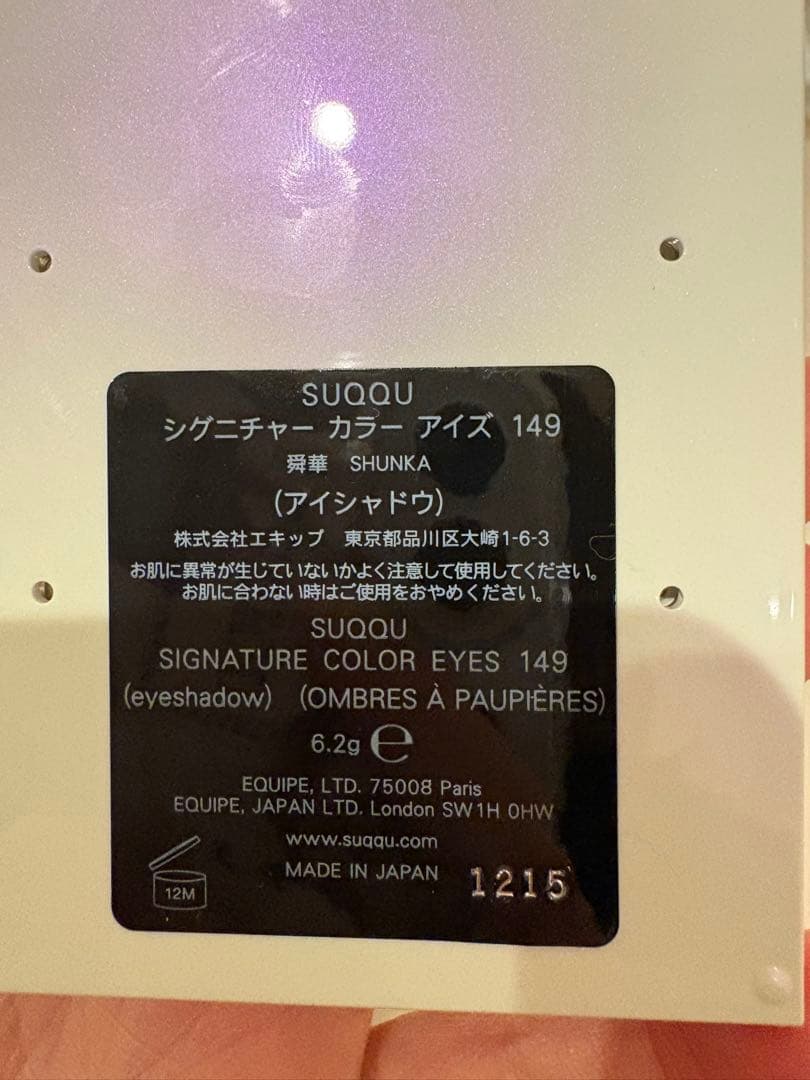 SUQQU
シグニチャー カラー アイズ 149
舜華 SHUNKA
(アイシャドウ)
株式会社エキップ 東京都品川区大崎1-6-3
お肌に異常が生じていないかよく注意して使用してください。
お肌に合わない時はご使用をおやめください。
SUQQU
SIGNATURE COLOR EYES 149
(eyeshadow) (OMBRES À PAUPIÈRES)
6.2g ℮
EQUIPE, LTD. 75008 Paris
EQUIPE, JAPAN LTD. London SW1H 0HW
www.suqqu.com
MADE IN JAPAN
1215
12M